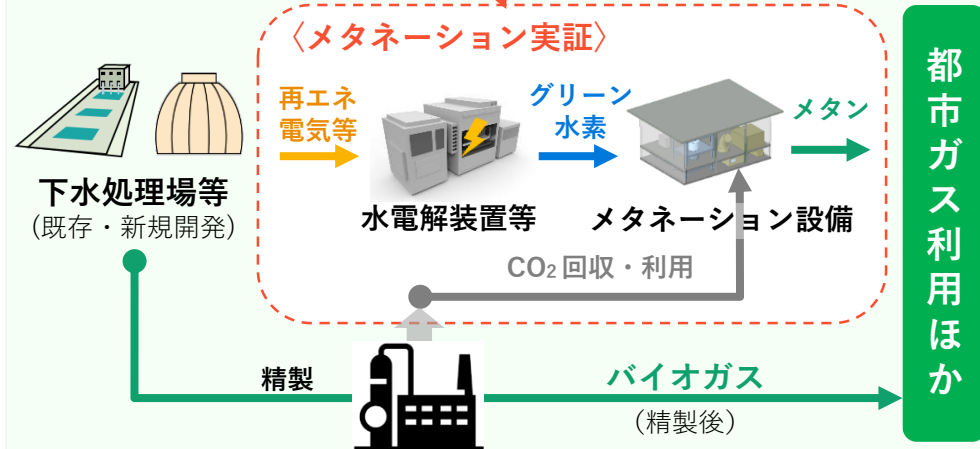 〈メタネーション実証〉
再エネ
電気等
グリーン
水素
メタン
下水処理場等
(既存・新規開発)
水電解装置等
メタネーション設備
CO₂回収・利用
精製
バイオガス
(精製後)
都市ガス利用ほか